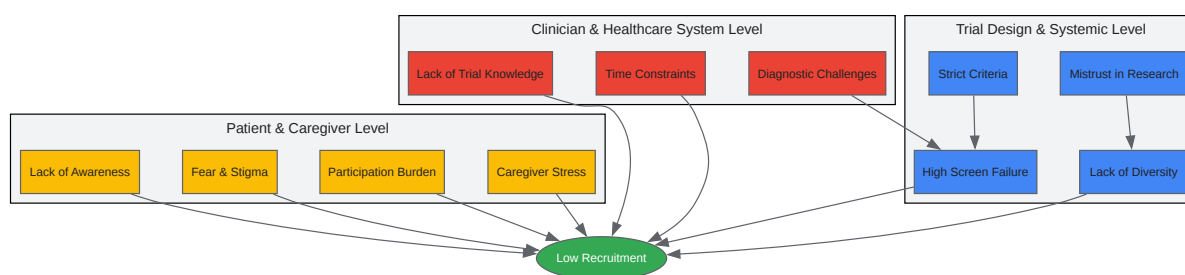 Clinician & Healthcare System Level
Lack of Trial Knowledge
Time Constraints
Diagnostic Challenges
Trial Design & Systemic Level
Strict Criteria
Mistrust in Research
High Screen Failure
Lack of Diversity
Patient & Caregiver Level
Lack of Awareness
Fear & Stigma
Participation Burden
Caregiver Stress
Low Recruitment